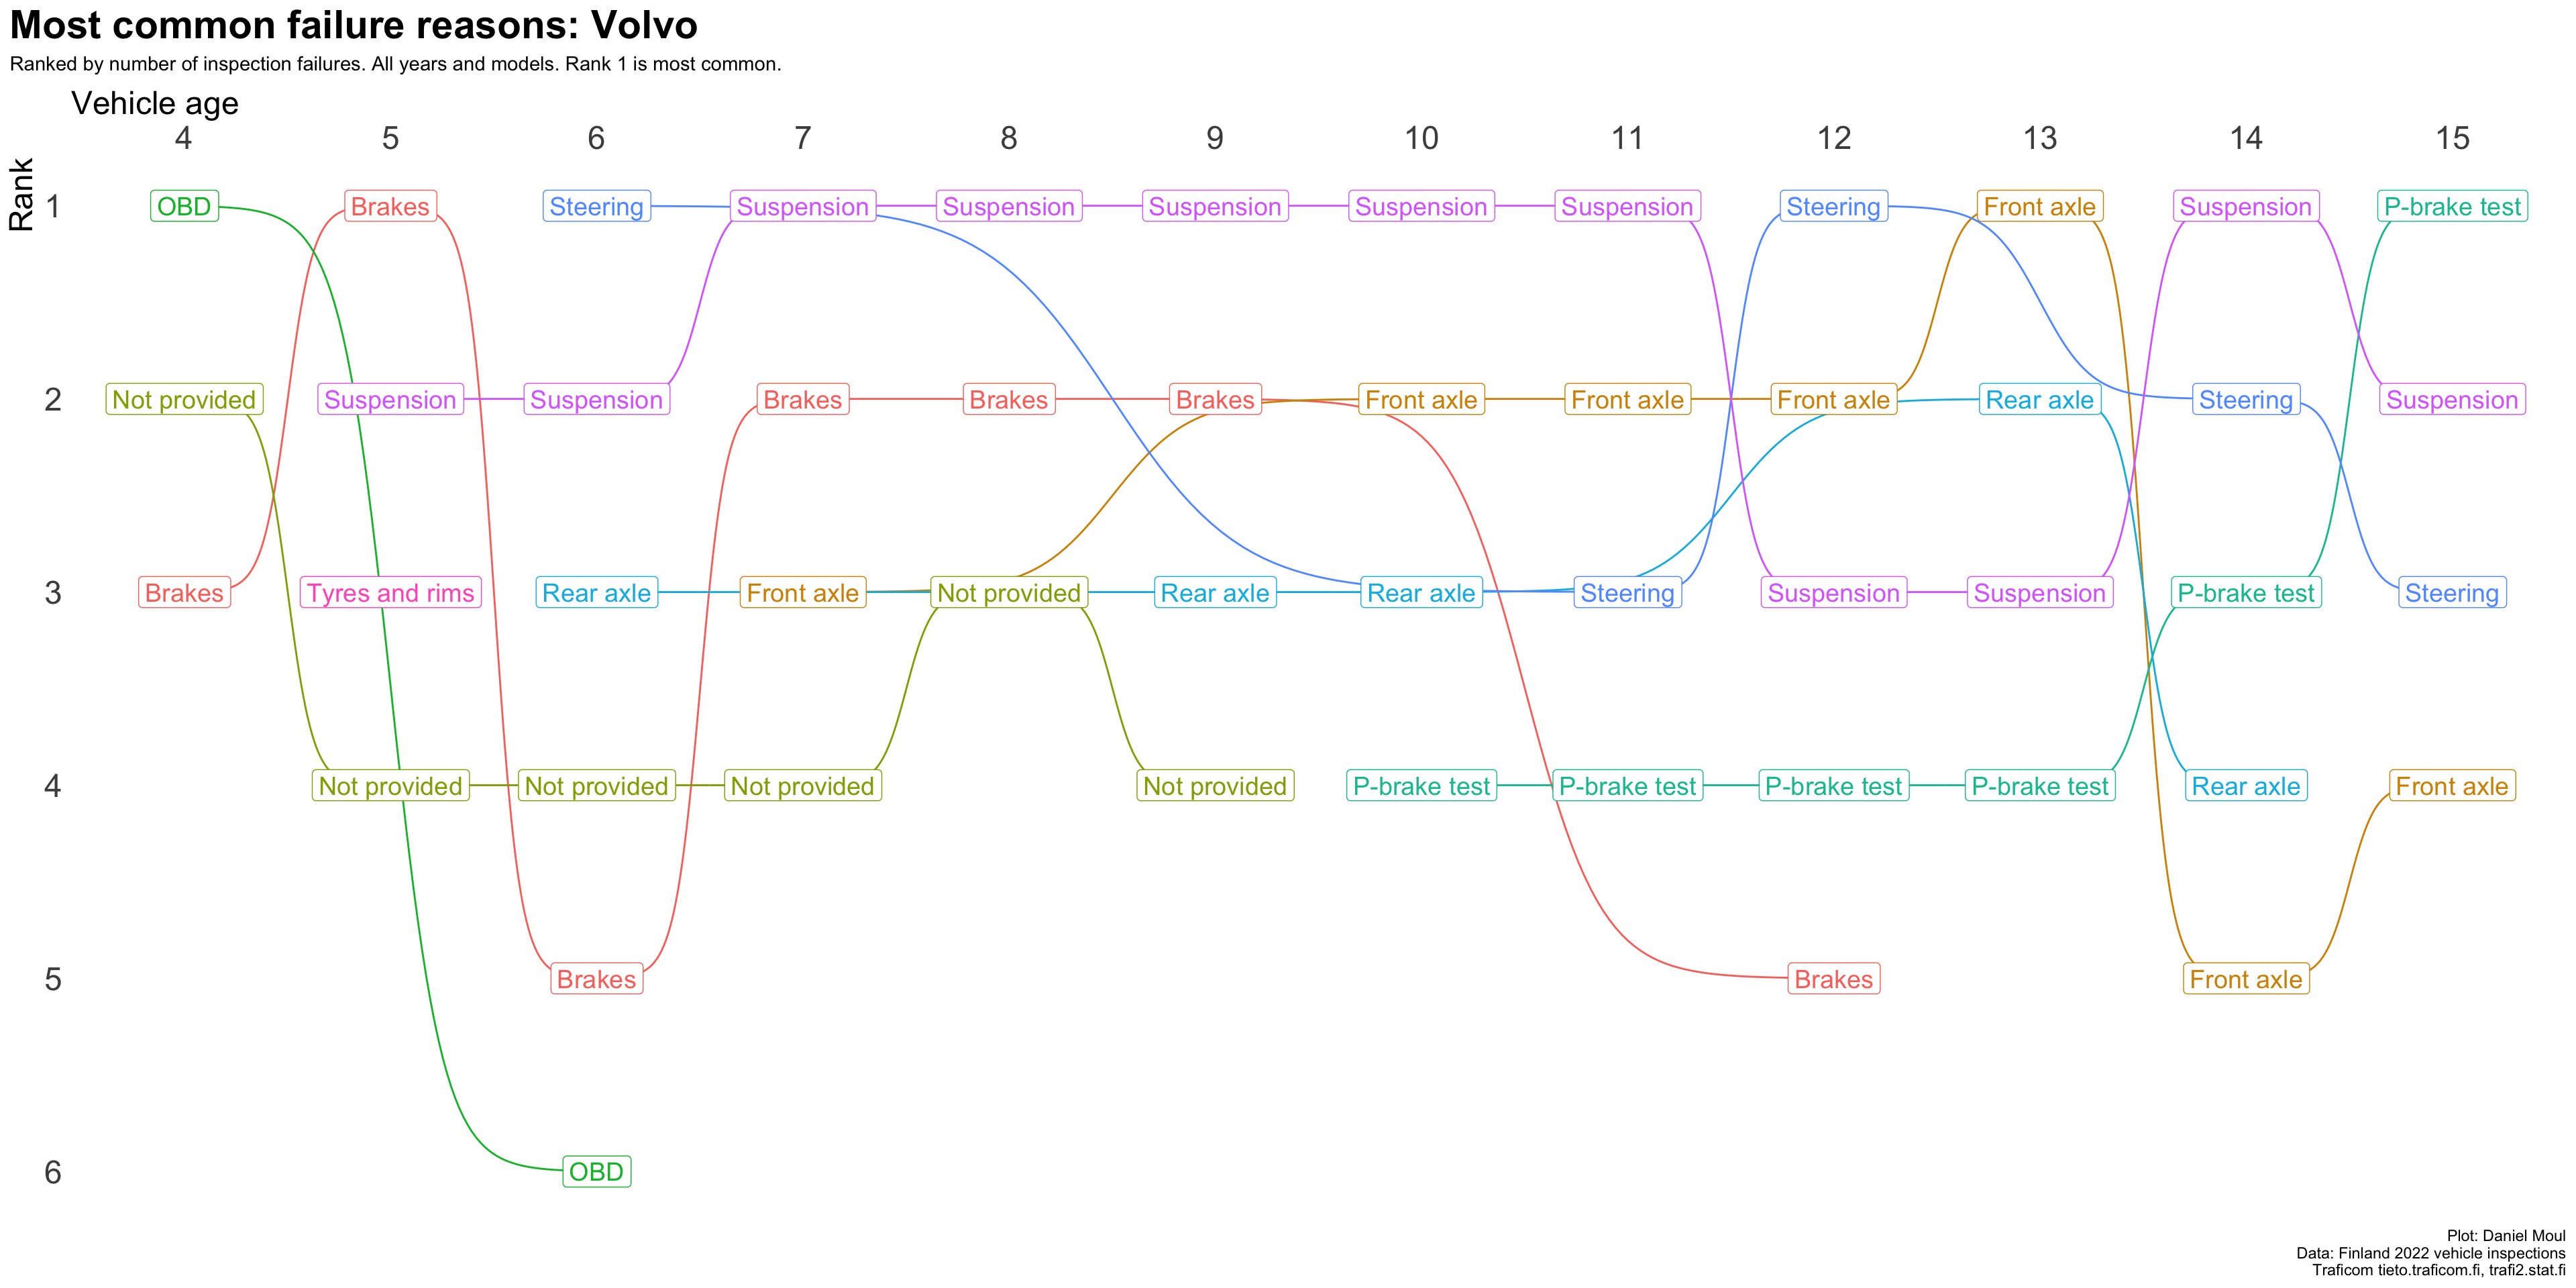 Most common failure reasons: Volvo
Ranked by number of inspection failures. All years and models. Rank 1 is most common.
Vehicle age
4 5 6 7 8 9 10 11 12 13 14 15
Rank
1 OBD Brakes Steering Suspension Suspension Suspension Suspension Suspension Steering Front axle Suspension P-brake test
2 Not provided Suspension Suspension Brakes Brakes Brakes Front axle Front axle Front axle Rear axle Steering Suspension
3 Brakes Tyres and rims Rear axle Front axle Not provided Rear axle Rear axle Steering Suspension Suspension P-brake test Steering
4 Not provided Not provided Not provided Not provided P-brake test P-brake test P-brake test P-brake test Rear axle Front axle
5 Brakes Brakes Front axle
6 OBD
Plot: Daniel Moul
Data: Finland 2022 vehicle inspections
Traficom tieto.traficom.fi, trafi2.stat.fi